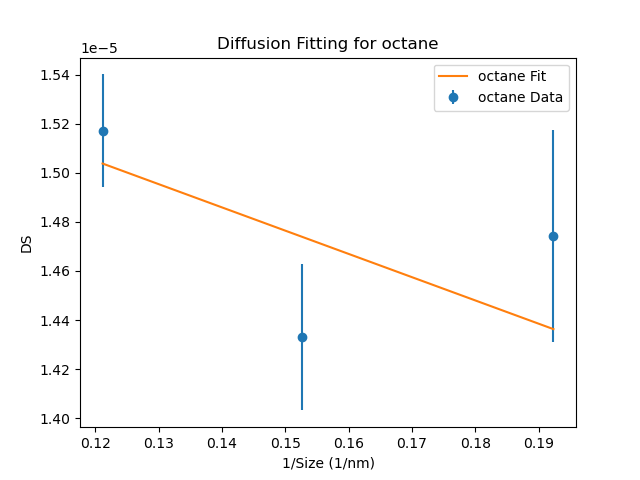 Diffusion Fitting for octane
1e−5
octane Fit
octane Data
1.54
1.52
1.50
1.48
1.46
1.44
1.42
1.40
DS
0.12 0.13 0.14 0.15 0.16 0.17 0.18 0.19
1/Size (1/nm)